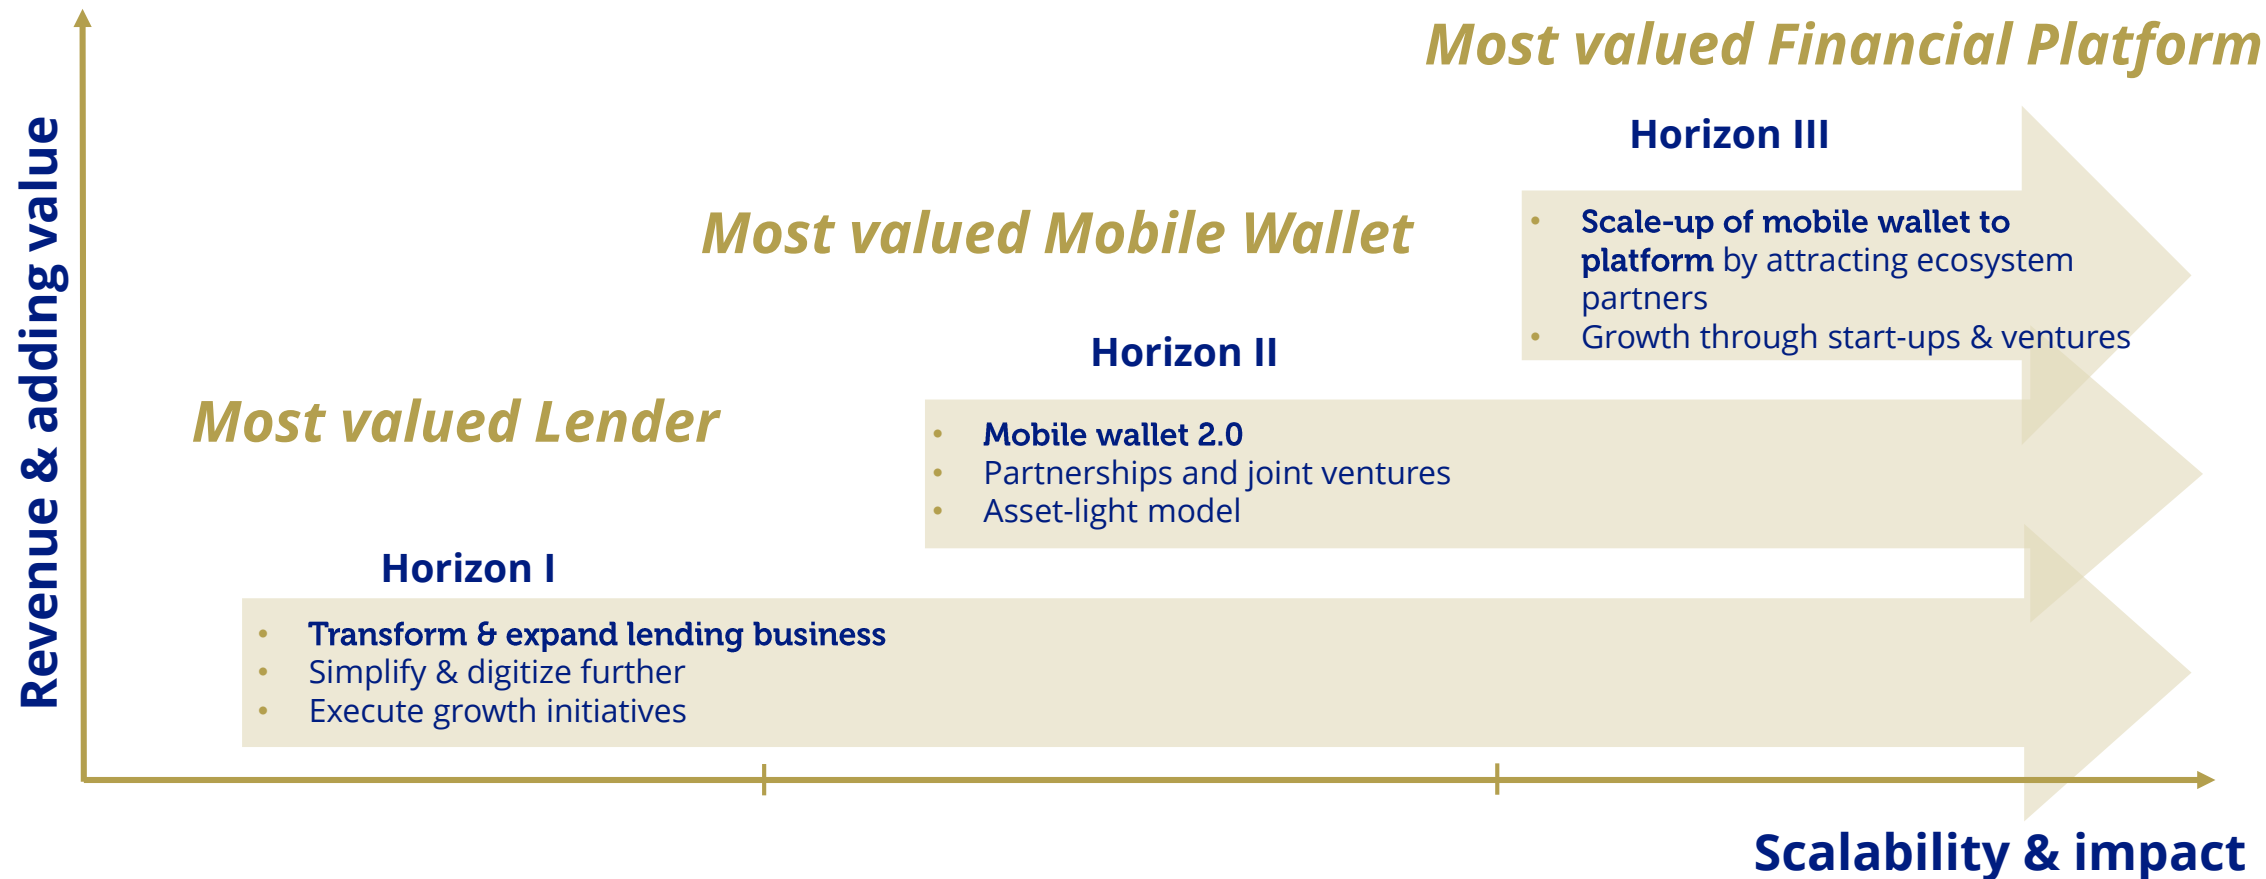 Most valued Financial Platform
Horizon III
• Scale-up of mobile wallet to
platform by attracting ecosystem
partners
• Growth through start-ups & ventures
Most valued Mobile Wallet
Horizon II
• Mobile wallet 2.0
• Partnerships and joint ventures
• Asset-light model
Most valued Lender
Horizon I
• Transform & expand lending business
• Simplify & digitize further
• Execute growth initiatives
Revenue & adding value
Scalability & impact